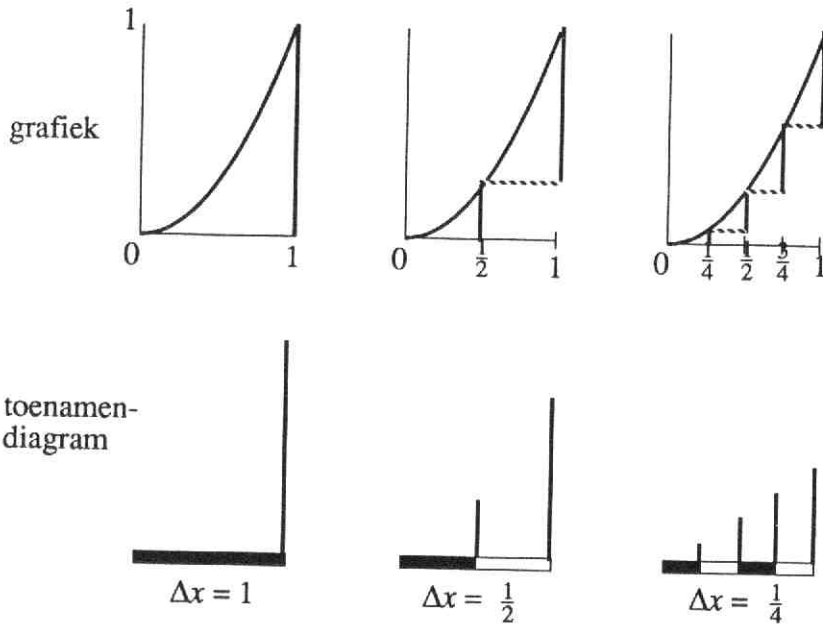 1
grafiek
0 1
0 1/2 1
0 1/4 1/2 3/4 1
toenamen-
diagram
Δx = 1
Δx = 1/2
Δx = 1/4